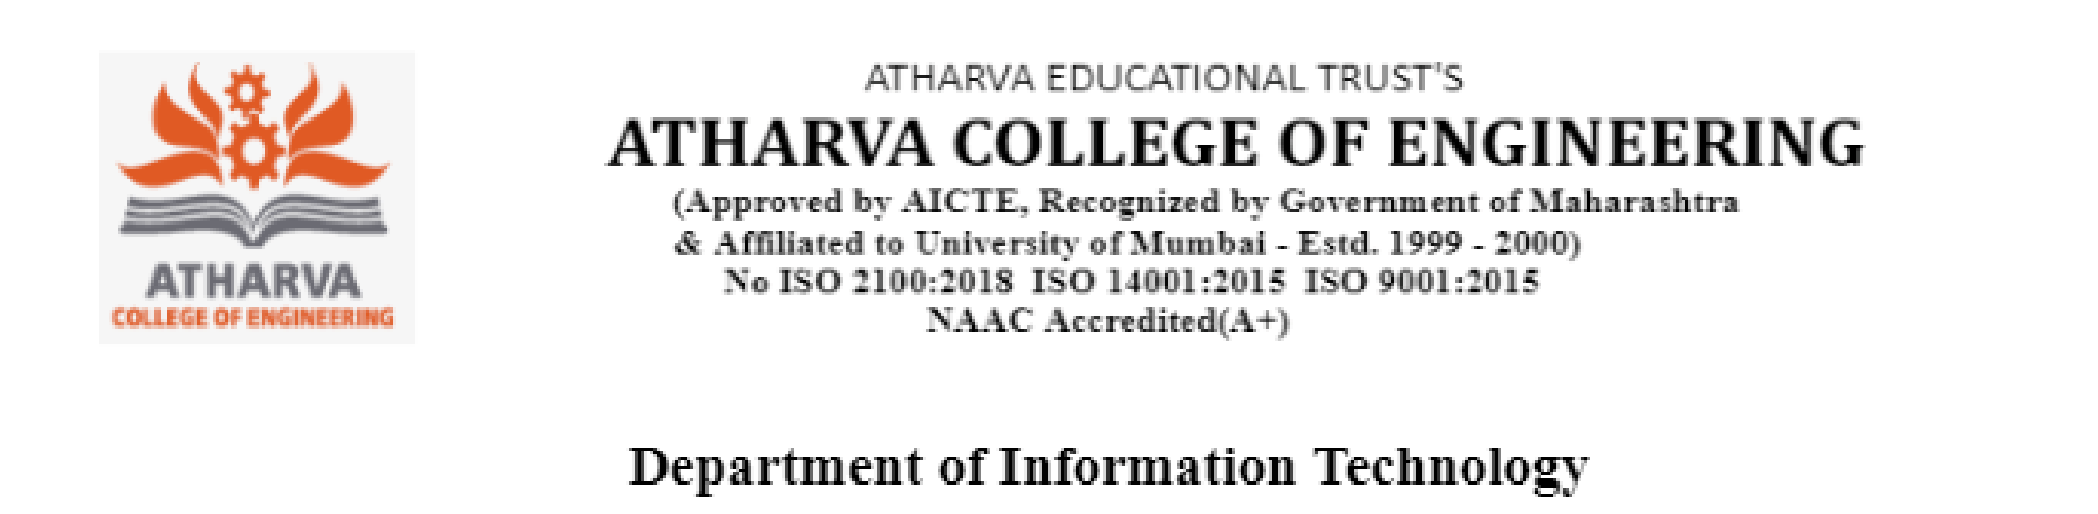 ATHARVA
COLLEGE OF ENGINEERING
ATHARVA EDUCATIONAL TRUST'S
ATHARVA COLLEGE OF ENGINEERING
(Approved by AICTE, Recognized by Government of Maharashtra
& Affiliated to University of Mumbai - Estd. 1999 - 2000)
No ISO 2100:2018 ISO 14001:2015 ISO 9001:2015
NAAC Accredited(A+)
Department of Information Technology